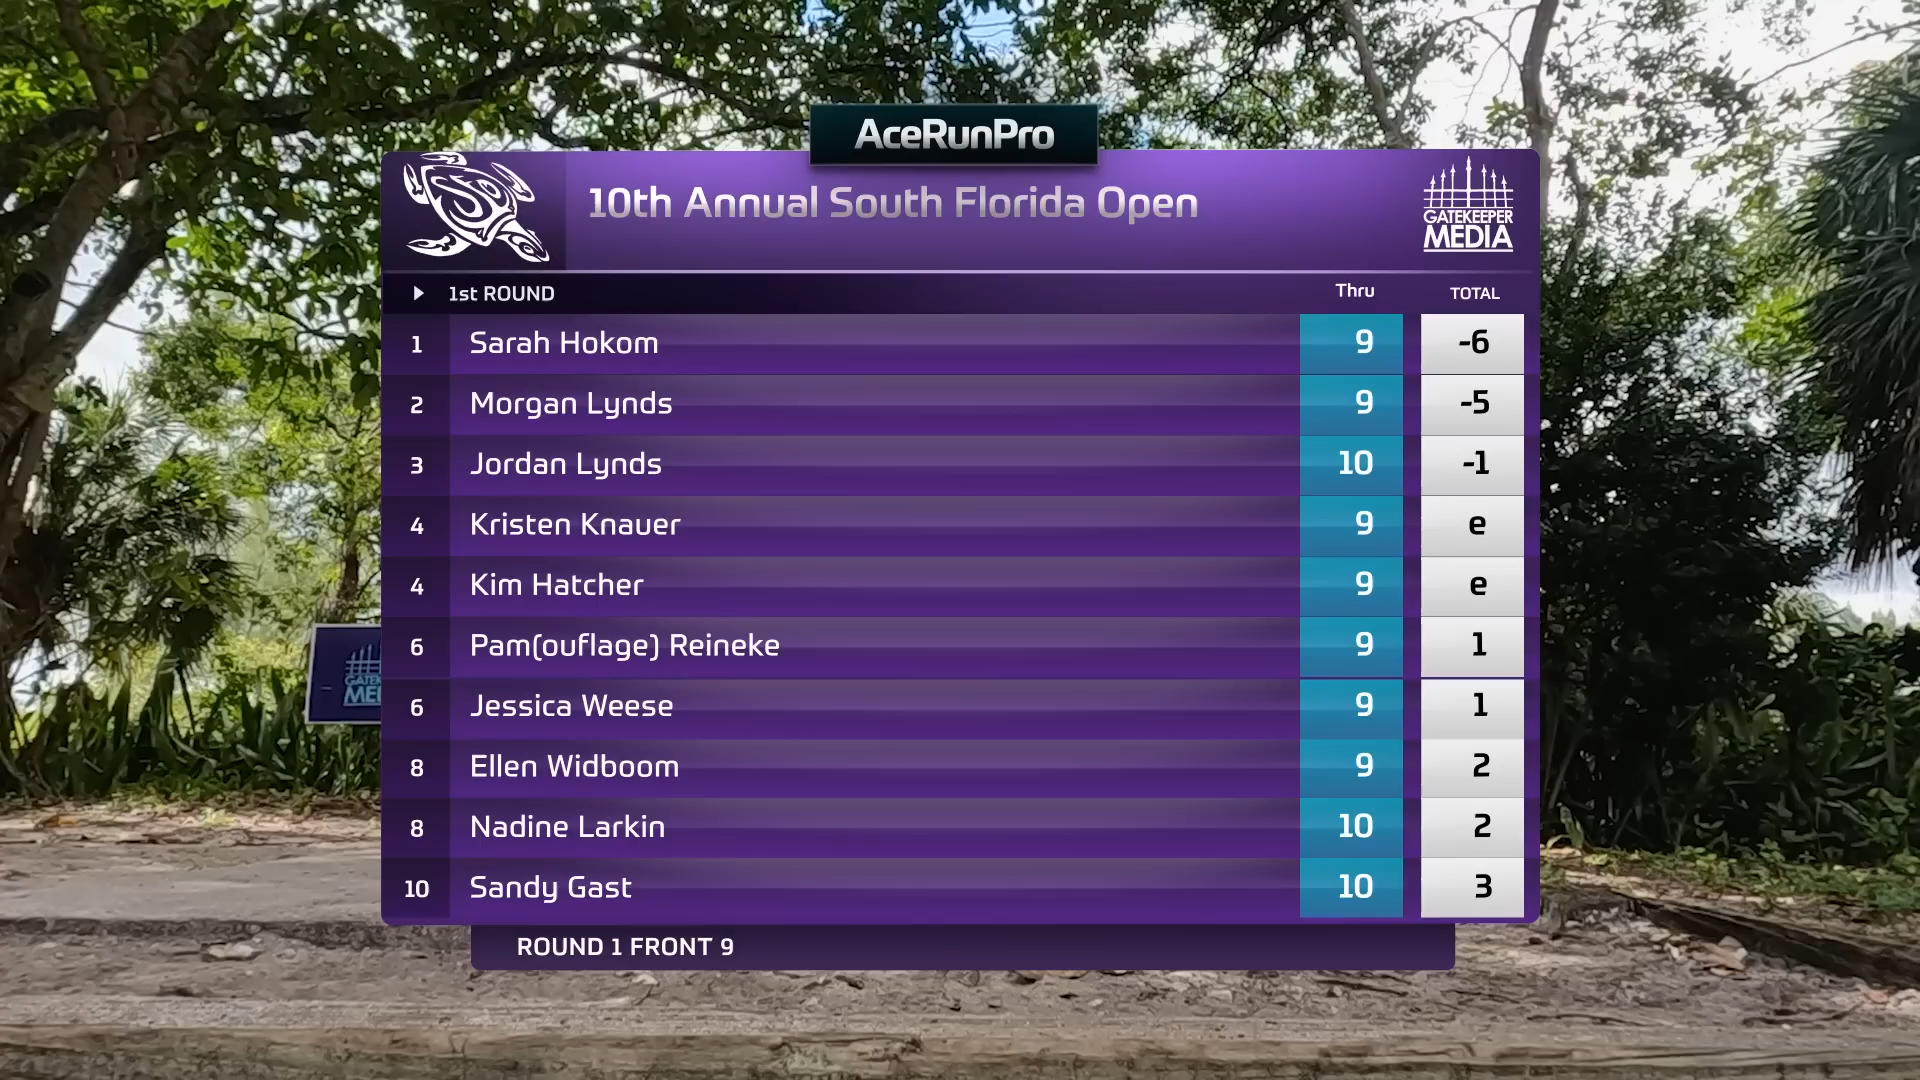 AceRunPro
10th Annual South Florida Open
GATEKEEPER
MEDIA
1st ROUND Thru TOTAL
1 Sarah Hokom 9 -6
2 Morgan Lynds 9 -5
3 Jordan Lynds 10 -1
4 Kristen Knauer 9 e
4 Kim Hatcher 9 e
6 Pam(ouflage) Reineke 9 1
6 Jessica Weese 9 1
8 Ellen Widboom 9 2
8 Nadine Larkin 10 2
10 Sandy Gast 10 3
ROUND 1 FRONT 9